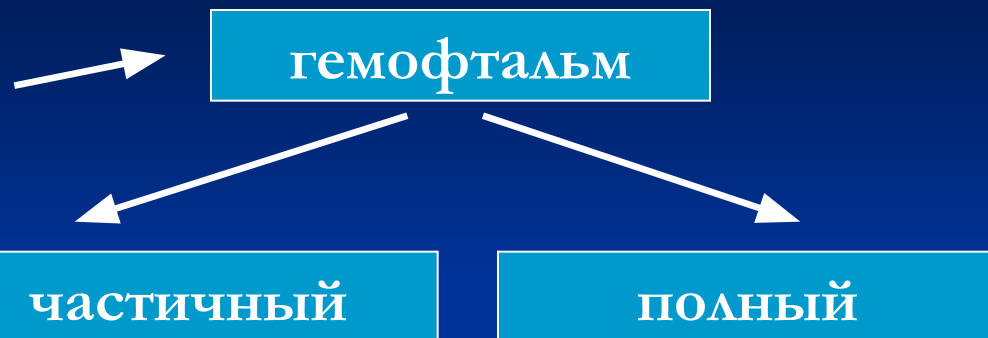 гемофтальм
частичный
полный